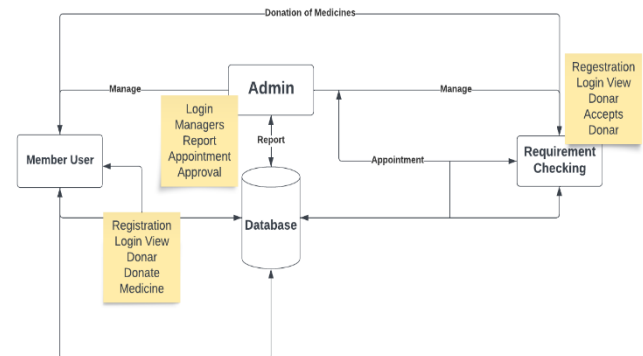 Donation of Medicines
Manage
Admin
Manage
Regestration
Login View
Donar
Accepts
Donar
Login
Managers
Report
Appointment
Approval
Report
Member User
Appointment
Requirement
Checking
Registration
Login View
Donar
Donate
Medicine
Database